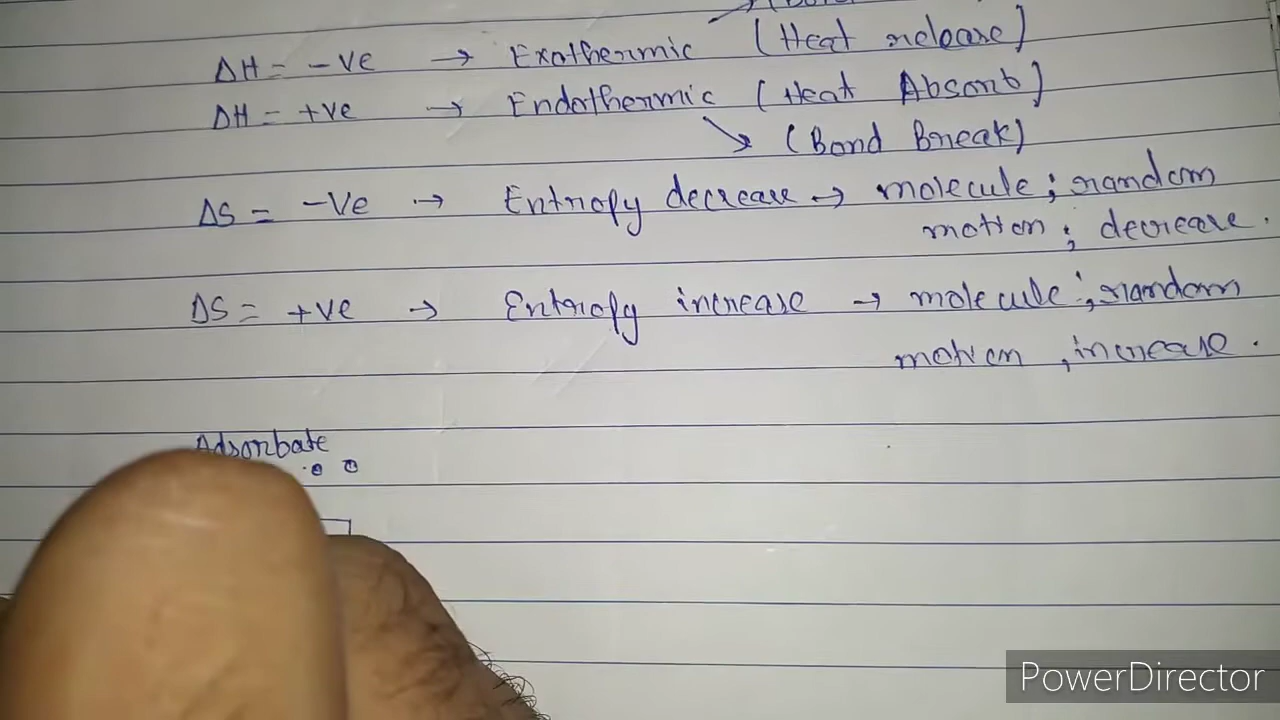 ΔH = -ve → Exothermic (Heat release)
ΔH = +ve → Endothermic (Heat Absorb)
↘ (Bond Break)
ΔS = -Ve → Entropy decrease → molecule ; random
motion ; decrease.
ΔS = +ve → Entropy increase → molecule ; random
motion , increase.
Adsorbate
PowerDirector